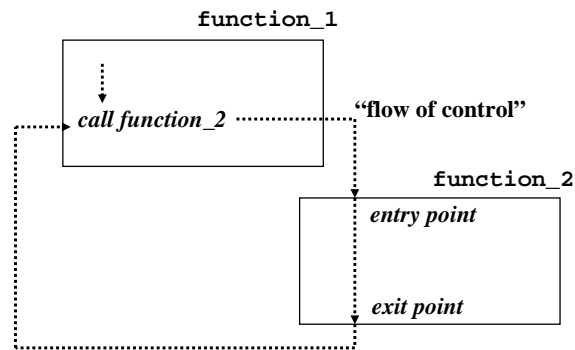 function_1
call function_2
“flow of control”
function_2
entry point
exit point